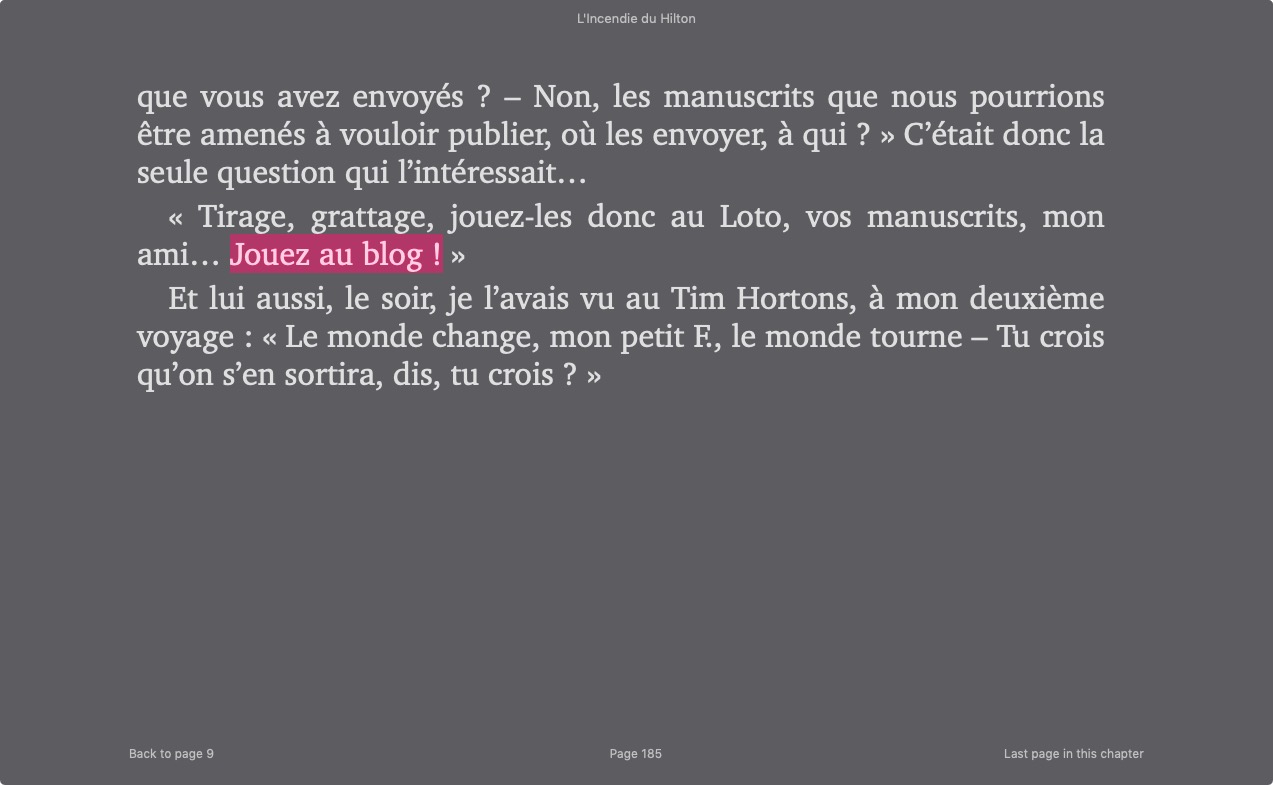 L'Incendie du Hilton
que vous avez envoyés ? – Non, les manuscrits que nous pourrions
être amenés à vouloir publier, où les envoyer, à qui ? » C’était donc la
seule question qui l’intéressait…
« Tirage, grattage, jouez-les donc au Loto, vos manuscrits, mon
ami… Jouez au blog ! »
Et lui aussi, le soir, je l’avais vu au Tim Hortons, à mon deuxième
voyage : « Le monde change, mon petit F., le monde tourne – Tu crois
qu’on s’en sortira, dis, tu crois ? »
Back to page 9
Page 185
Last page in this chapter